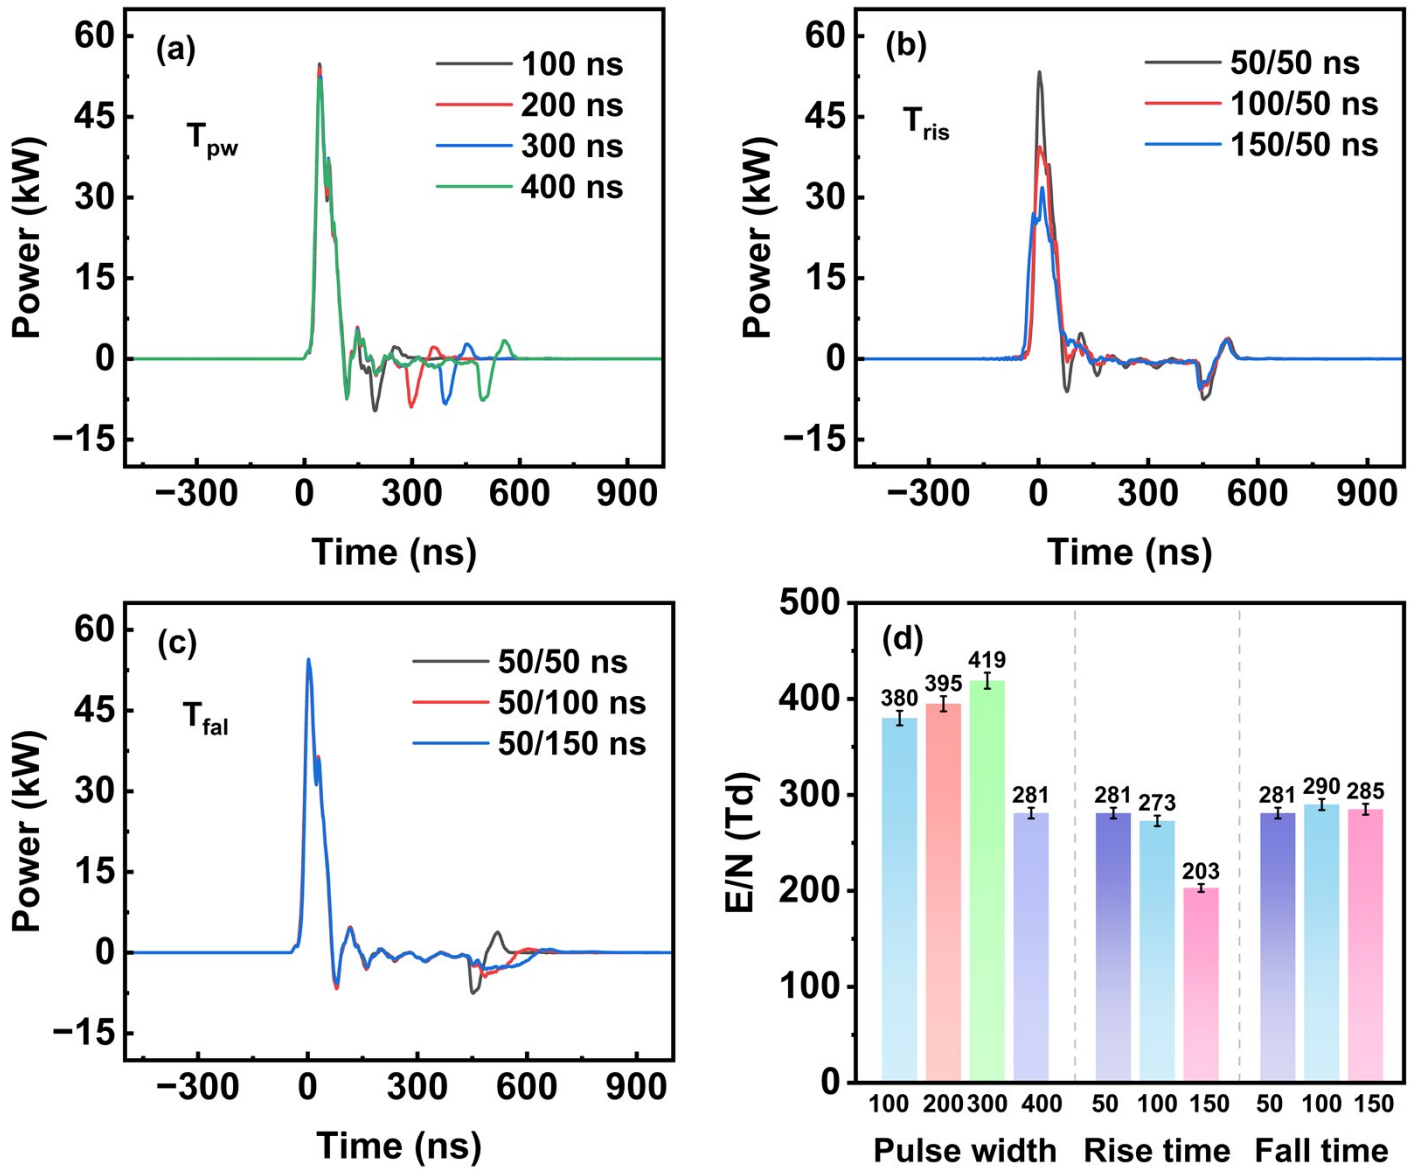 (a)
T_pw
100 ns
200 ns
300 ns
400 ns
Power (kW)
60
45
30
15
0
−15
−300 0 300 600 900
Time (ns)
(b)
T_ris
50/50 ns
100/50 ns
150/50 ns
Power (kW)
60
45
30
15
0
−15
−300 0 300 600 900
Time (ns)
(c)
T_fal
50/50 ns
50/100 ns
50/150 ns
Power (kW)
60
45
30
15
0
−15
−300 0 300 600 900
Time (ns)
(d)
E/N (Td)
500
400
300
200
100
0
380 395 419 281 281 273 203 281 290 285
100 200 300 400 50 100 150 50 100 150
Pulse width Rise time Fall time